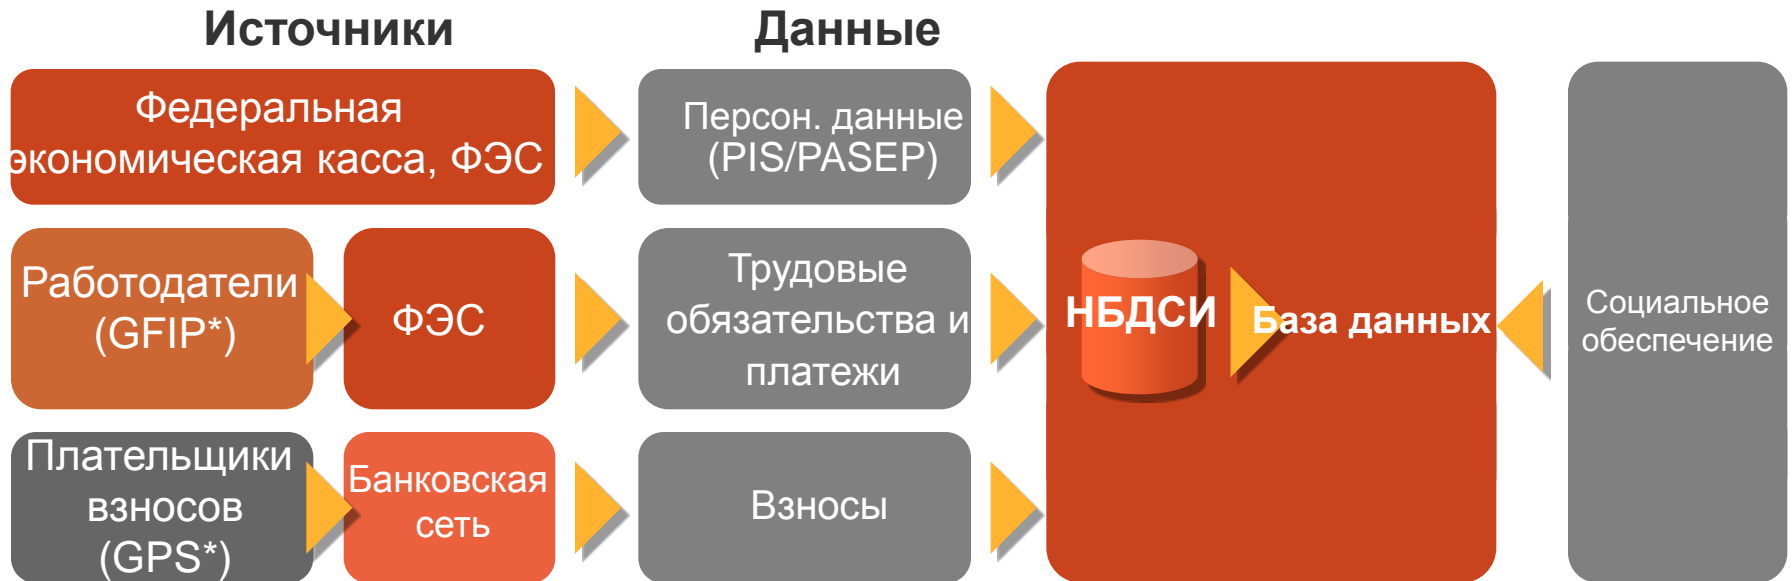 Источники
Данные
Федеральная
экономическая касса, ФЭС
Персон. данные
(PIS/PASEP)
Работодатели
(GFIP*)
ФЭС
Трудовые
обязательства и
платежи
НБДСИ
База данных
Социальное
обеспечение
Плательщики
взносов
(GPS*)
Банковская
сеть
Взносы